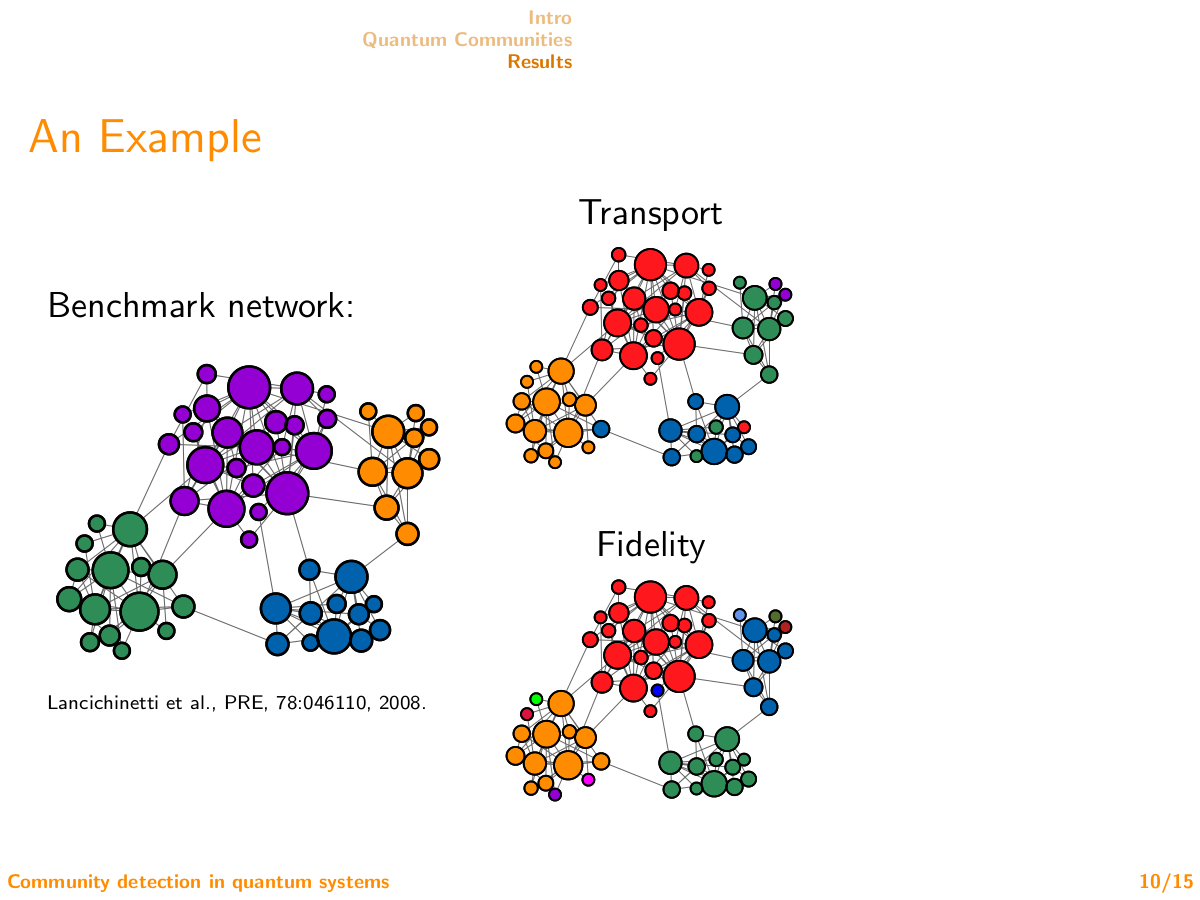 Intro
Quantum Communities
Results
An Example
Transport
Benchmark network:
Fidelity
Lancichinetti et al., PRE, 78:046110, 2008.
Community detection in quantum systems
10/15